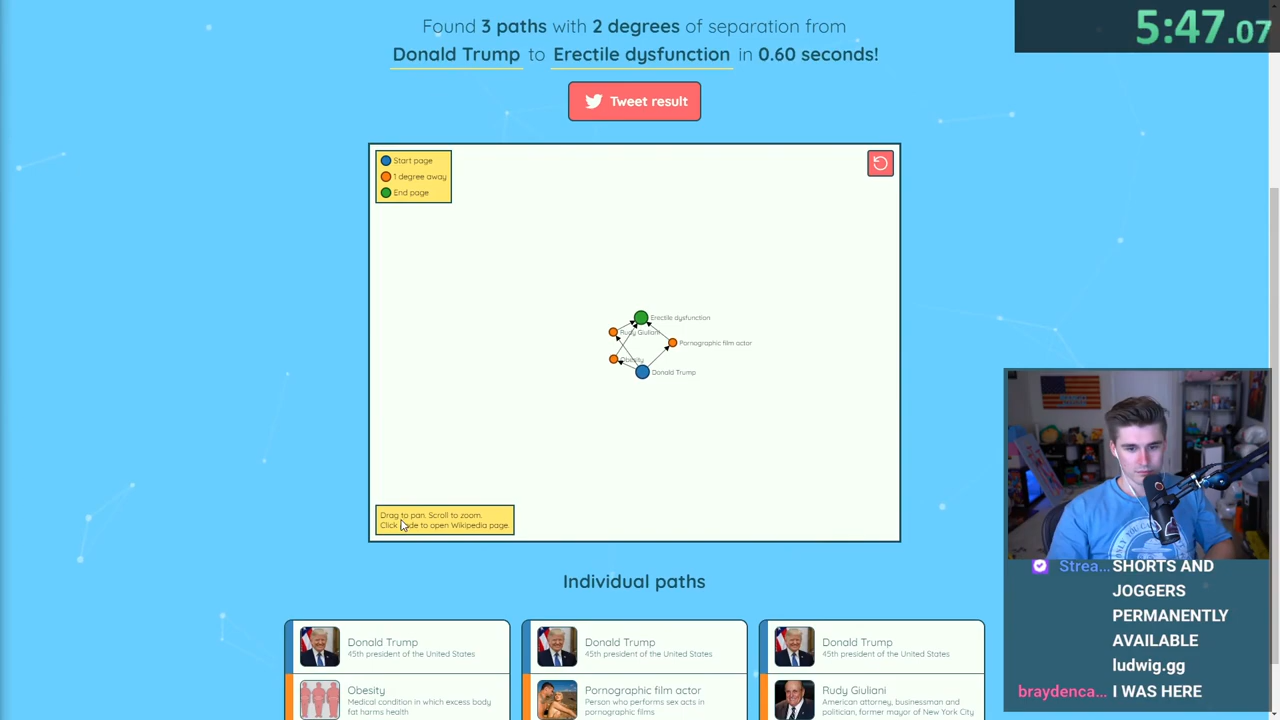 Found 3 paths with 2 degrees of separation from
Donald Trump to Erectile dysfunction in 0.60 seconds!
5:47.07
Tweet result
Start page
1 degree away
End page
Erectile dysfunction
Rudy Giuliani
Pornographic film actor
Obesity
Donald Trump
Drag to pan. Scroll to zoom.
Click node to open Wikipedia page.
Individual paths
Donald Trump
45th president of the United States
Obesity
Medical condition in which excess body
fat harms health
Donald Trump
45th president of the United States
Pornographic film actor
Person who performs sex acts in
pornographic films
Donald Trump
45th president of the United States
Rudy Giuliani
American attorney, businessman and
politician, former mayor of New York City
Strea... SHORTS AND
JOGGERS
PERMANENTLY
AVAILABLE
ludwig.gg
braydenca... I WAS HERE